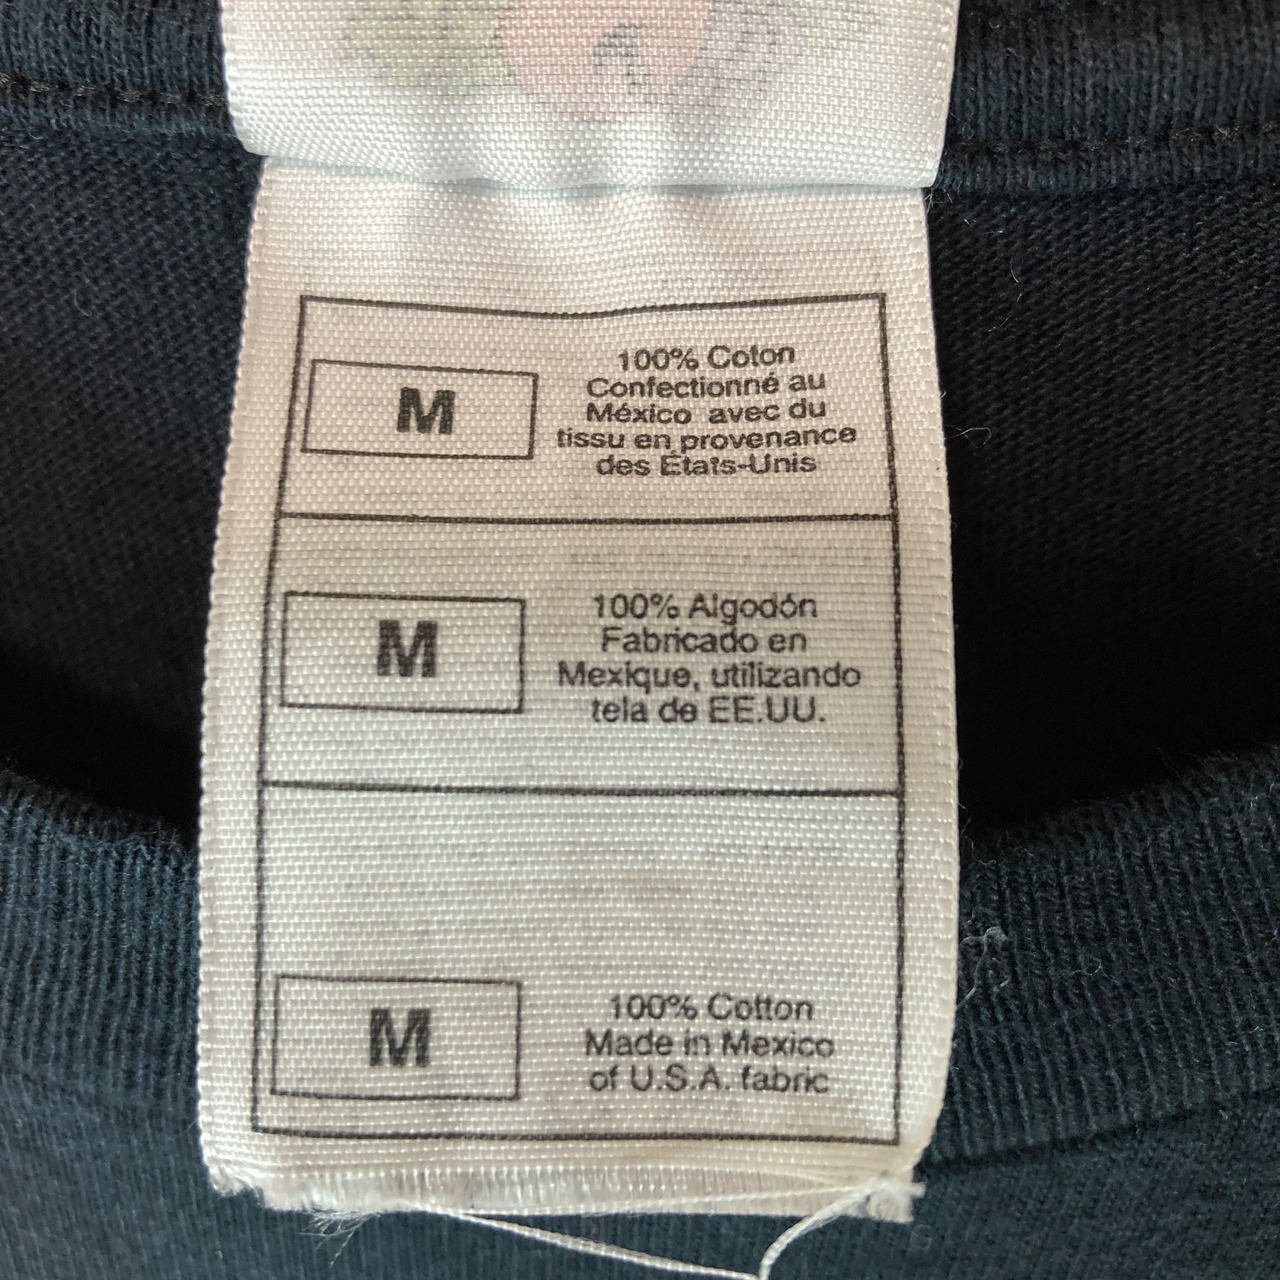 M
100% Coton
Confectionné au
México avec du
tissu en provenance
des États-Unis
M
100% Algodón
Fabricado en
Mexique, utilizando
tela de EE.UU.
M
100% Cotton
Made in Mexico
of U.S.A. fabric